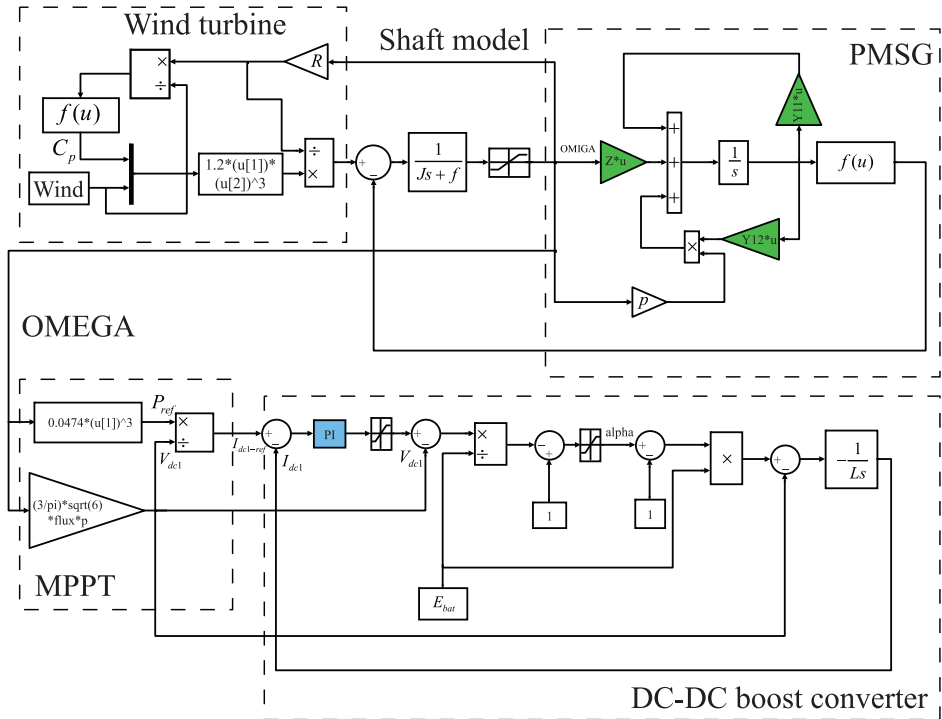 Wind turbine
Shaft model
PMSG
R
×
÷
f(u)
C_p
Wind
1.2*(u[1])*
(u[2])^3
÷
×
+
−
1
Js + f
OMIGA
Z*u
+
+
+
1
s
Y11*u
f(u)
Y12*u
×
p
OMEGA
0.0474*(u[1])^3
P_ref
×
÷
V_dc1
(3/pi)*sqrt(6)
*flux*p
MPPT
I_dc1−ref
+
−
I_dc1
PI
+
−
V_dc1
×
÷
−
+
1
alpha
+
−
1
×
+
−
−
1
Ls
E_bat
DC-DC boost converter